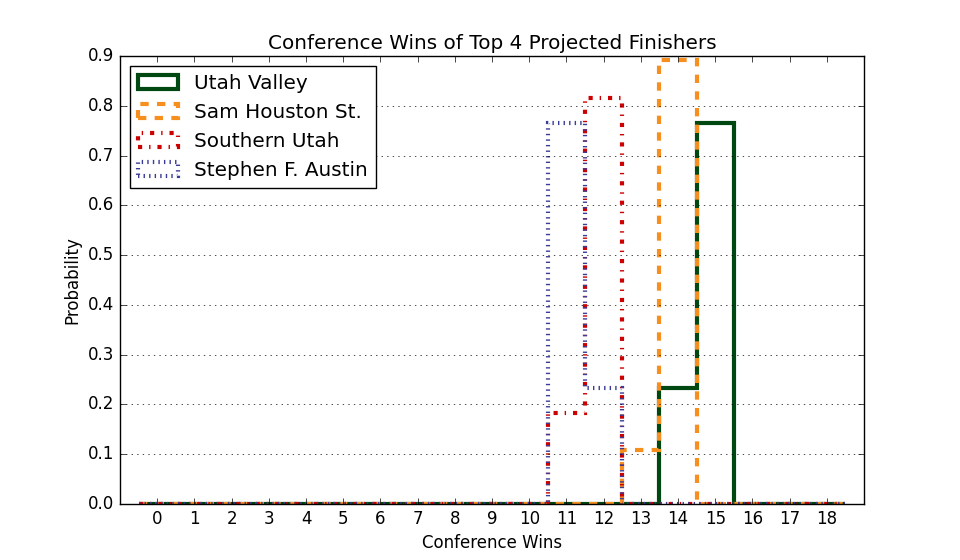 Conference Wins of Top 4 Projected Finishers
Utah Valley
Sam Houston St.
Southern Utah
Stephen F. Austin
0.9
0.8
0.7
0.6
0.5
0.4
0.3
0.2
0.1
0.0
Probability
0 1 2 3 4 5 6 7 8 9 10 11 12 13 14 15 16 17 18
Conference Wins